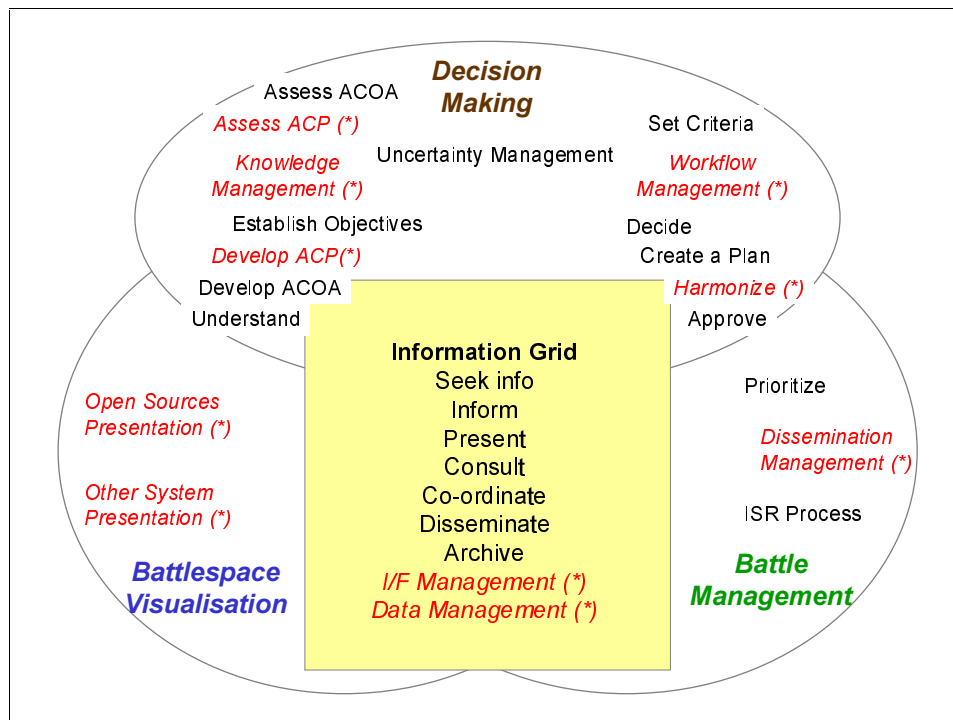 Decision
Making
Assess ACOA
Assess ACP (*)
Knowledge
Management (*)
Uncertainty Management
Set Criteria
Workflow
Management (*)
Establish Objectives
Develop ACP(*)
Develop ACOA
Understand
Decide
Create a Plan
Harmonize (*)
Approve
Information Grid
Seek info
Inform
Present
Consult
Co-ordinate
Disseminate
Archive
I/F Management (*)
Data Management (*)
Open Sources
Presentation (*)
Other System
Presentation (*)
Battlespace
Visualisation
Prioritize
Dissemination
Management (*)
ISR Process
Battle
Management